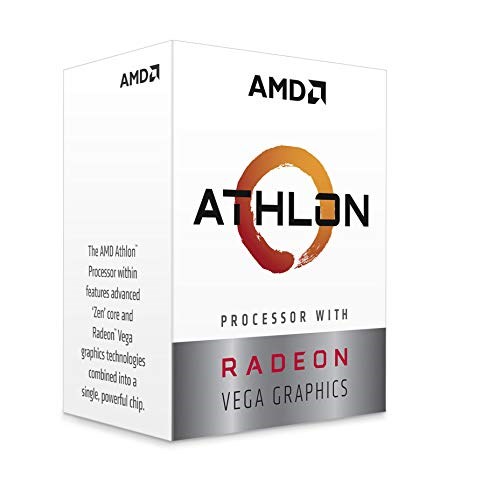 AMD
The AMD Athlon™
Processor within
features advanced
'Zen' core and
Radeon™ Vega
graphics technologies
combined into a
single, powerful chip.
AMD
ATHLON
PROCESSOR WITH
RADEON
VEGA GRAPHICS